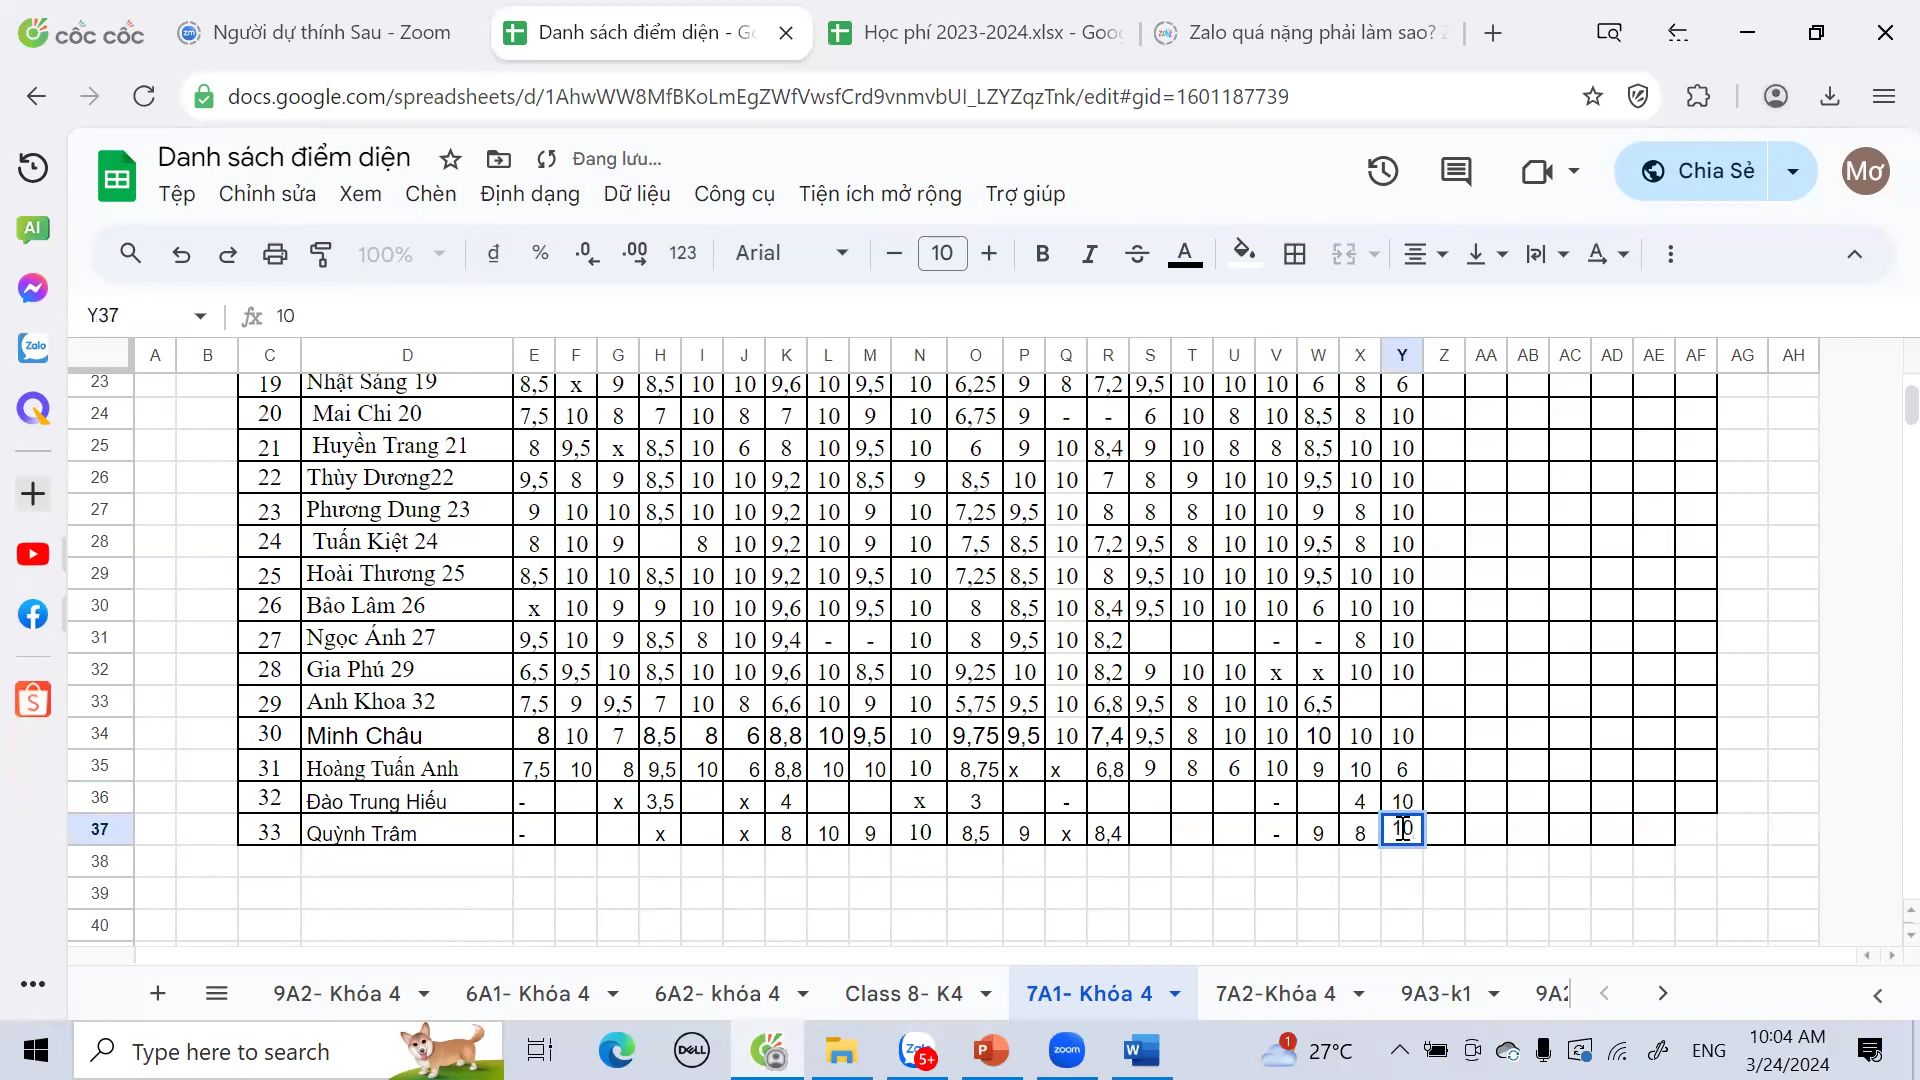 cốc cốc Người dự thính Sau - Zoom Danh sách điểm diện - Go Học phí 2023-2024.xlsx - Goog Zalo quá nặng phải làm sao? Z
docs.google.com/spreadsheets/d/1AhwWW8MfBKoLmEgZWfVwsfCrd9vnmvbUI_LZYZqzTnk/edit#gid=1601187739
Danh sách điểm diện Đang lưu...
Tệp Chỉnh sửa Xem Chèn Định dạng Dữ liệu Công cụ Tiện ích mở rộng Trợ giúp
Chia Sẻ Mơ
100% đ % .0 .00 123 Arial 10 B I A
Y37 fx 10
A B C D E F G H I J K L M N O P Q R S T U V W X Y Z AA AB AC AD AE AF AG AH
23 19 Nhật Sáng 19 8,5 x 9 8,5 10 10 9,6 10 9,5 10 6,25 9 8 7,2 9,5 10 10 10 6 8 6
24 20 Mai Chi 20 7,5 10 8 7 10 8 7 10 9 10 6,75 9 - - 6 10 8 10 8,5 8 10
25 21 Huyền Trang 21 8 9,5 x 8,5 10 6 8 10 9,5 10 6 9 10 8,4 9 10 8 8 8,5 10 10
26 22 Thùy Dương22 9,5 8 9 8,5 10 10 9,2 10 8,5 9 8,5 10 10 7 8 9 10 10 9,5 10 10
27 23 Phương Dung 23 9 10 10 8,5 10 10 9,2 10 9 10 7,25 9,5 10 8 8 8 10 10 9 8 10
28 24 Tuấn Kiệt 24 8 10 9 8 10 9,2 10 9 10 7,5 8,5 10 7,2 9,5 8 10 10 9,5 8 10
29 25 Hoài Thương 25 8,5 10 10 8,5 10 10 9,2 10 9,5 10 7,25 8,5 10 8 9,5 10 10 10 9,5 10 10
30 26 Bảo Lâm 26 x 10 9 9 10 10 9,6 10 9,5 10 8 8,5 10 8,4 9,5 10 10 10 6 10 10
31 27 Ngọc Ánh 27 9,5 10 9 8,5 8 10 9,4 - - 10 8 9,5 10 8,2 - - 8 10
32 28 Gia Phú 29 6,5 9,5 10 8,5 10 10 9,6 10 8,5 10 9,25 10 10 8,2 9 10 10 x x 10 10
33 29 Anh Khoa 32 7,5 9 9,5 7 10 8 6,6 10 9 10 5,75 9,5 10 6,8 9,5 8 10 10 6,5
34 30 Minh Châu 8 10 7 8,5 8 6 8,8 10 9,5 10 9,75 9,5 10 7,4 9,5 8 10 10 10 10 10
35 31 Hoàng Tuấn Anh 7,5 10 8 9,5 10 6 8,8 10 10 10 8,75 x x 6,8 9 8 6 10 9 10 6
36 32 Đào Trung Hiếu - x 3,5 x 4 x 3 - - 4 10
37 33 Quỳnh Trâm - x x 8 10 9 10 8,5 9 x 8,4 - 9 8 10
38
39
40
9A2- Khóa 4 6A1- Khóa 4 6A2- khóa 4 Class 8- K4 7A1- Khóa 4 7A2-Khóa 4 9A3-k1 9A2
Type here to search 5+ 1 27°C ENG 10:04 AM
3/24/2024
AI
Zalo
DELL
zoom